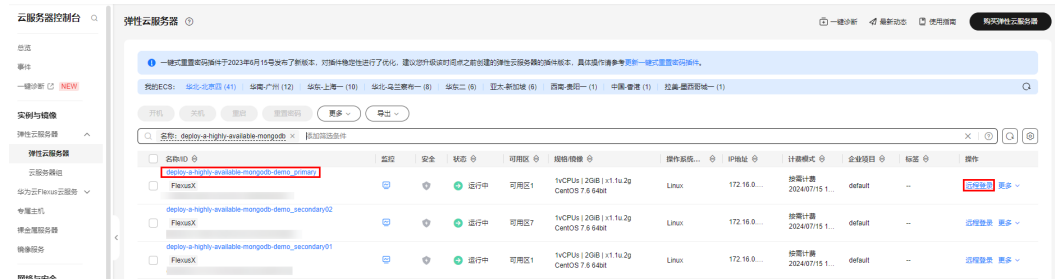 云服务器控制台
总览
事件
一键诊断 NEW
实例与镜像
弹性云服务器
弹性云服务器
云服务器组
华为云Flexus云服务
专属主机
裸金属服务器
镜像服务
网络与安全
弹性云服务器
一键诊断 最新动态 使用指南 购买弹性云服务器
一键式重置密码插件于2023年6月15号发布了新版本，对插件稳定性进行了优化，建议您升级该时间点之前创建的弹性云服务器的插件版本，具体操作请参考更新一键式重置密码插件。
我的ECS： 华北-北京四 (41) | 华南-广州 (12) | 华东-上海一 (10) | 华北-乌兰察布一 (8) | 华东二 (6) | 亚太-新加坡 (6) | 西南-贵阳一 (1) | 中国-香港 (1) | 拉美-墨西哥城一 (1)
开机 关机 重启 重置密码 更多 导出
名称: deploy-a-highly-available-mongodb × 添加筛选条件
名称/ID 监控 安全 状态 可用区 规格/镜像 操作系统... IP地址 计费模式 企业项目 标签 操作
deploy-a-highly-available-mongodb-demo_primary
FlexusX
运行中 可用区1 1vCPUs | 2GiB | x1.1u.2g
CentOS 7.6 64bit
Linux 172.16.0.... 按需计费
2024/07/15 1...
default -- 远程登录 更多
deploy-a-highly-available-mongodb-demo_secondary02
FlexusX
运行中 可用区7 1vCPUs | 2GiB | x1.1u.2g
CentOS 7.6 64bit
Linux 172.16.0.... 按需计费
2024/07/15 1...
default -- 远程登录 更多
deploy-a-highly-available-mongodb-demo_secondary01
FlexusX
运行中 可用区1 1vCPUs | 2GiB | x1.1u.2g
CentOS 7.6 64bit
Linux 172.16.0.... 按需计费
2024/07/15 1...
default -- 远程登录 更多